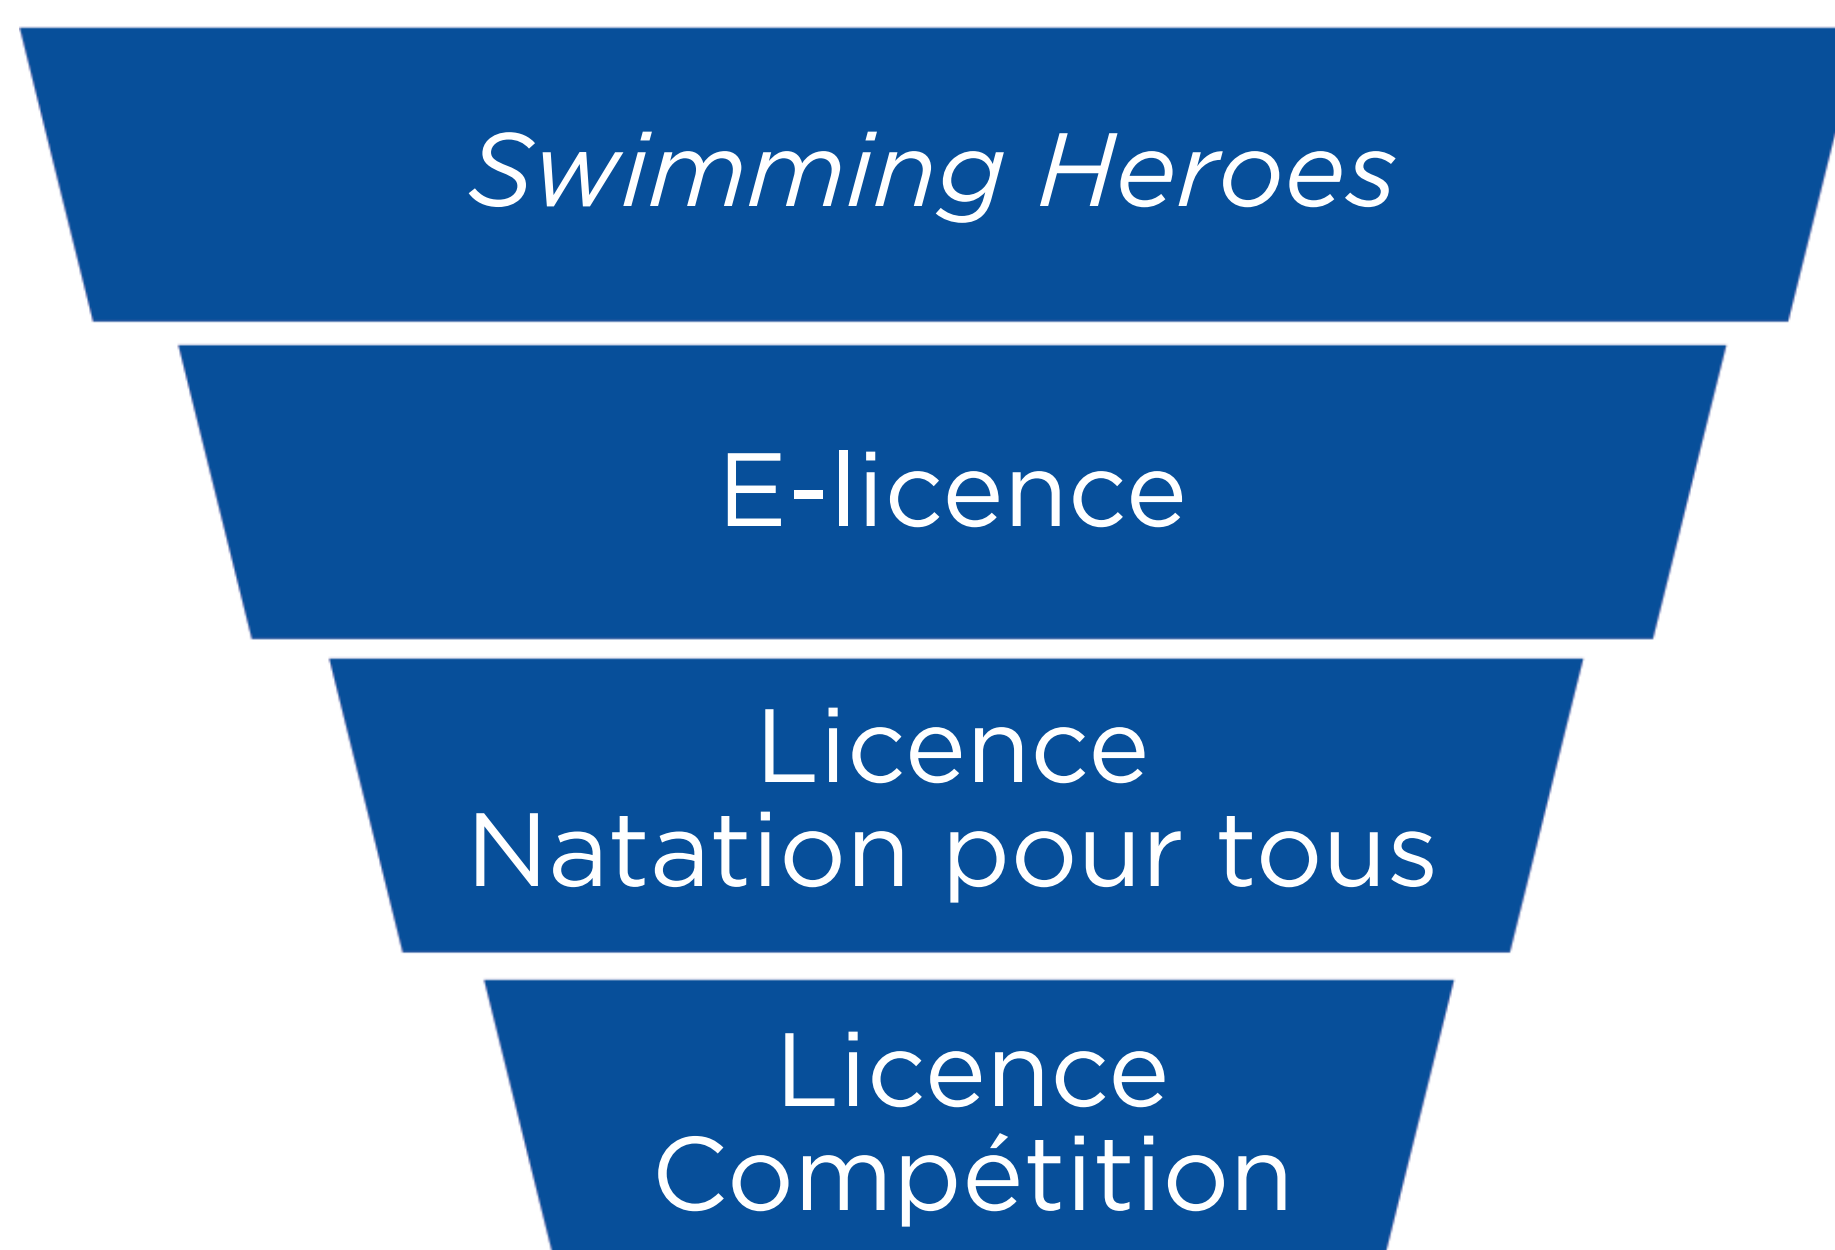 Swimming Heroes
E-licence
Licence
Natation pour tous
Licence
Compétition